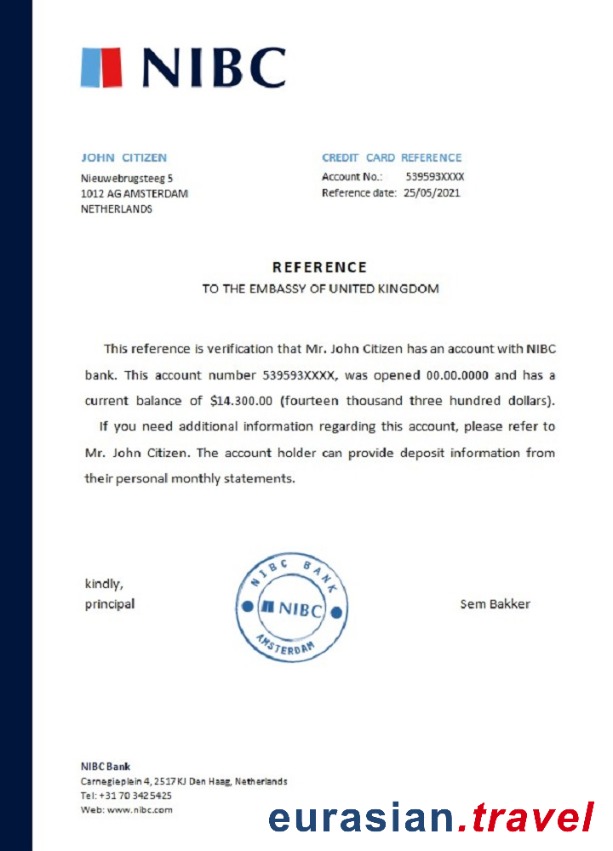 NIBC
JOHN CITIZEN
Nieuwebrugsteeg 5
1012 AG AMSTERDAM
NETHERLANDS
CREDIT CARD REFERENCE
Account No.: 539593XXXX
Reference date: 25/05/2021
REFERENCE
TO THE EMBASSY OF UNITED KINGDOM
This reference is verification that Mr. John Citizen has an account with NIBC
bank. This account number 539593XXXX, was opened 00.00.0000 and has a
current balance of $14.300.00 (fourteen thousand three hundred dollars).
If you need additional information regarding this account, please refer to
Mr. John Citizen. The account holder can provide deposit information from
their personal monthly statements.
kindly,
principal
NIBC BANK
NIBC
AMSTERDAM
Sem Bakker
NIBC Bank
Carnegieplein 4, 2517 KJ Den Haag, Netherlands
Tel: +31 70 342 5425
Web: www.nibc.com
eurasian.travel